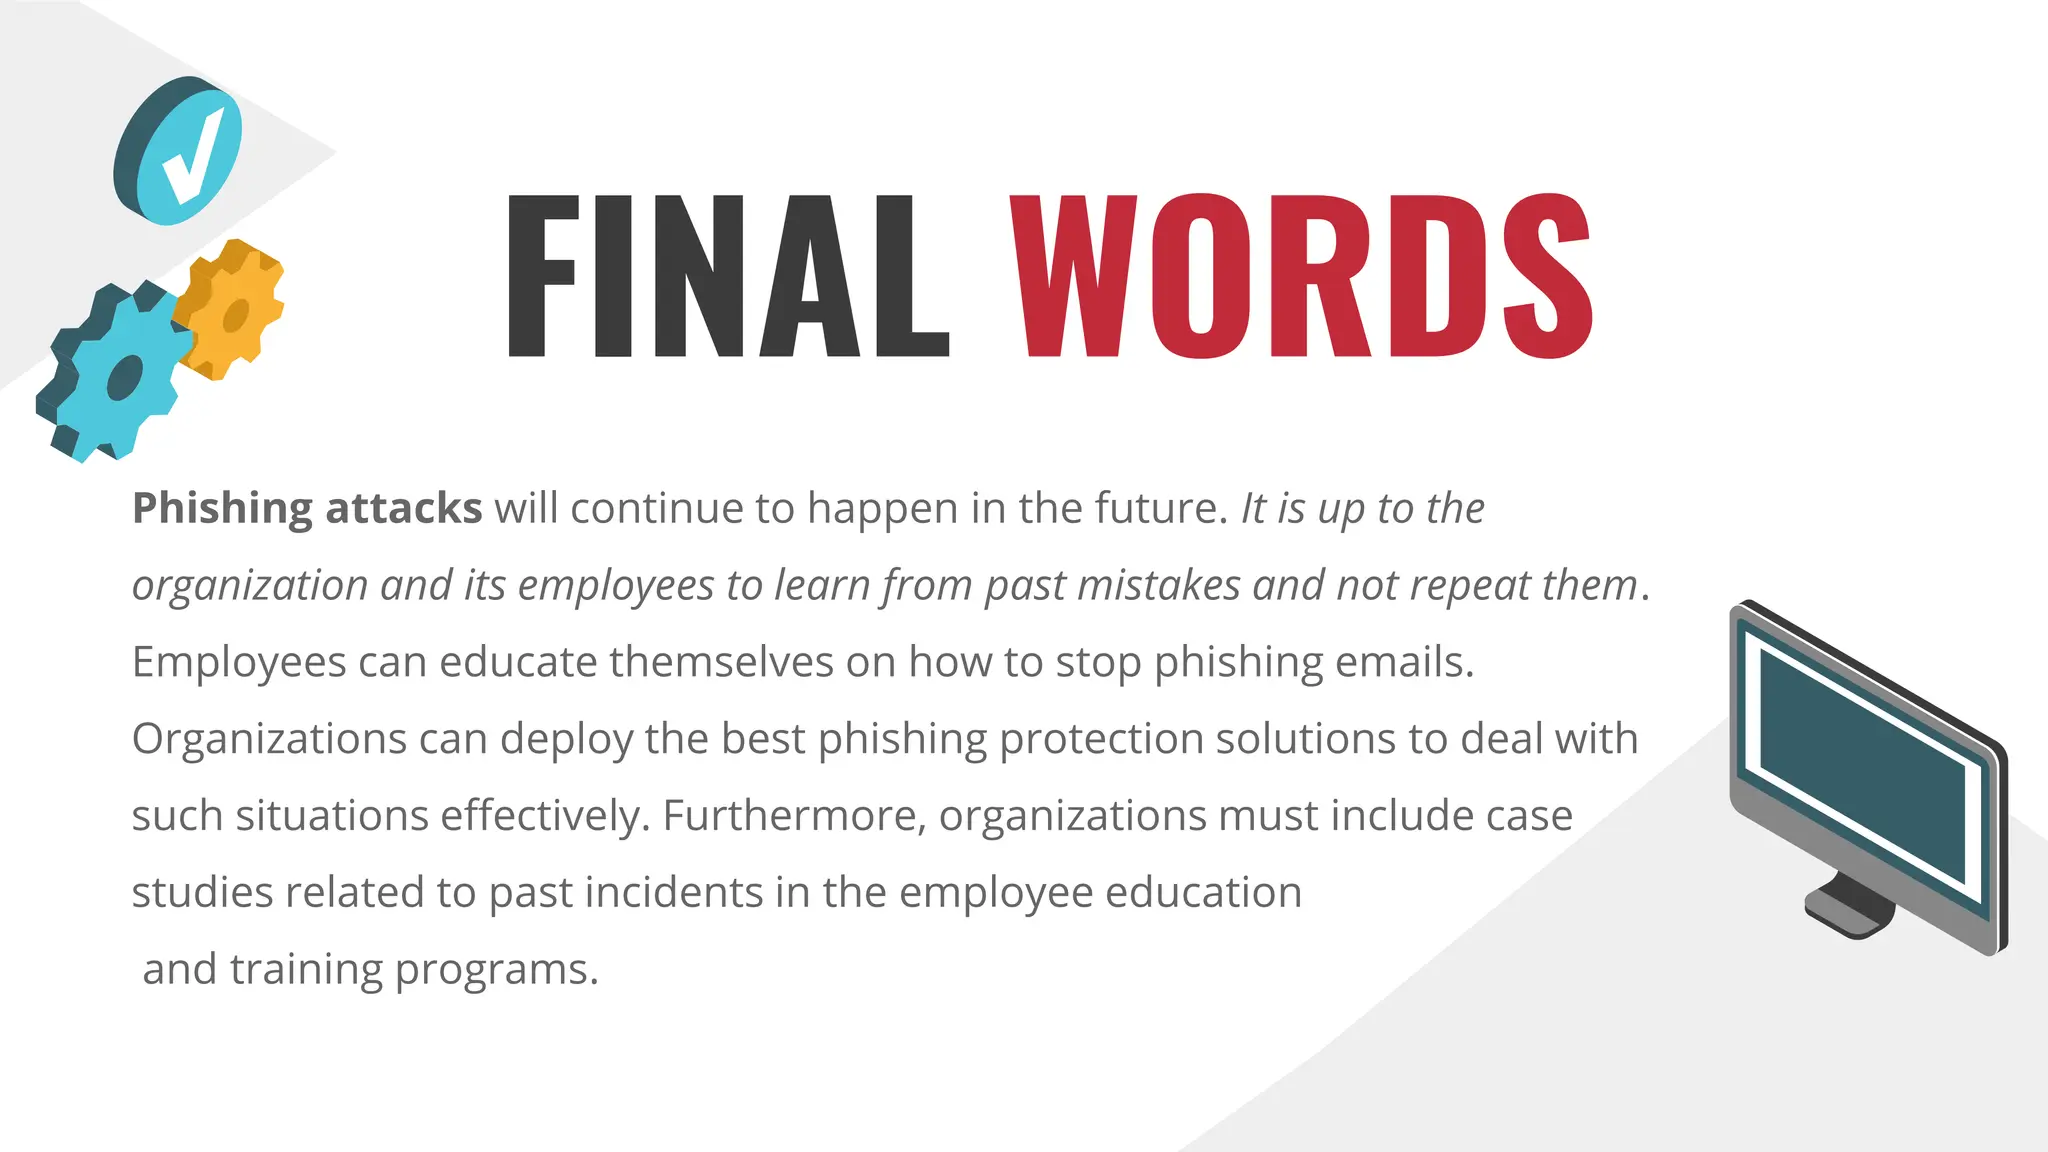 FINAL WORDS
Phishing attacks will continue to happen in the future. It is up to the
organization and its employees to learn from past mistakes and not repeat them.
Employees can educate themselves on how to stop phishing emails.
Organizations can deploy the best phishing protection solutions to deal with
such situations effectively. Furthermore, organizations must include case
studies related to past incidents in the employee education
and training programs.